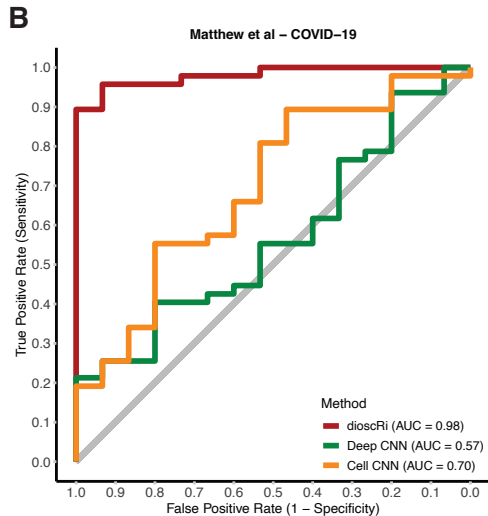 B
Matthew et al – COVID–19
True Positive Rate (Sensitivity)
1.0
0.9
0.8
0.7
0.6
0.5
0.4
0.3
0.2
0.1
0.0
Method
dioscRi (AUC = 0.98)
Deep CNN (AUC = 0.57)
Cell CNN (AUC = 0.70)
1.0 0.9 0.8 0.7 0.6 0.5 0.4 0.3 0.2 0.1 0.0
False Positive Rate (1 – Specificity)